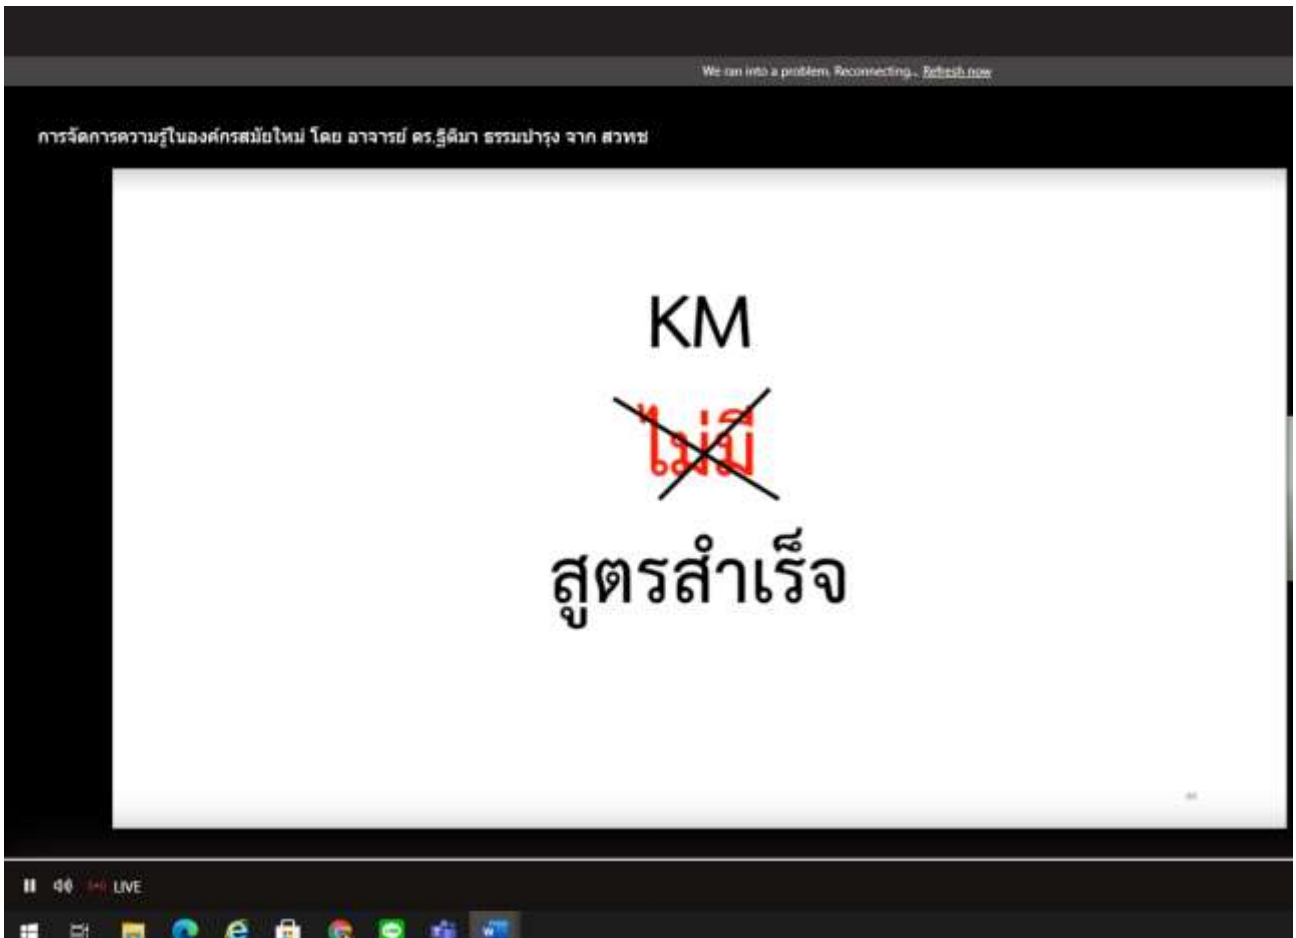 We ran into a problem. Reconnecting... Refresh now
การจัดการความรู้ในองค์กรสมัยใหม่ โดย อาจารย์ ดร.ฐิติมา ธรรมบำรุง จาก สวทช
KM
ไม่มี
สูตรสำเร็จ
LIVE